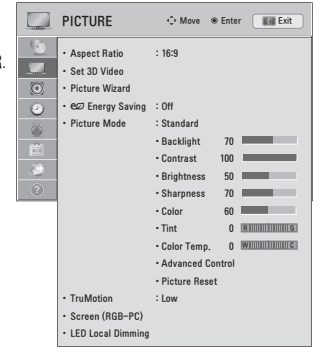 PICTURE Move Enter Exit
R.
• Aspect Ratio : 16:9
• Set 3D Video
• Picture Wizard
• Energy Saving : Off
• Picture Mode : Standard
• Backlight 70
• Contrast 100
• Brightness 50
• Sharpness 70
• Color 60
• Tint 0 R G
• Color Temp. 0 W C
• Advanced Control
• Picture Reset
• TruMotion : Low
• Screen (RGB-PC)
• LED Local Dimming